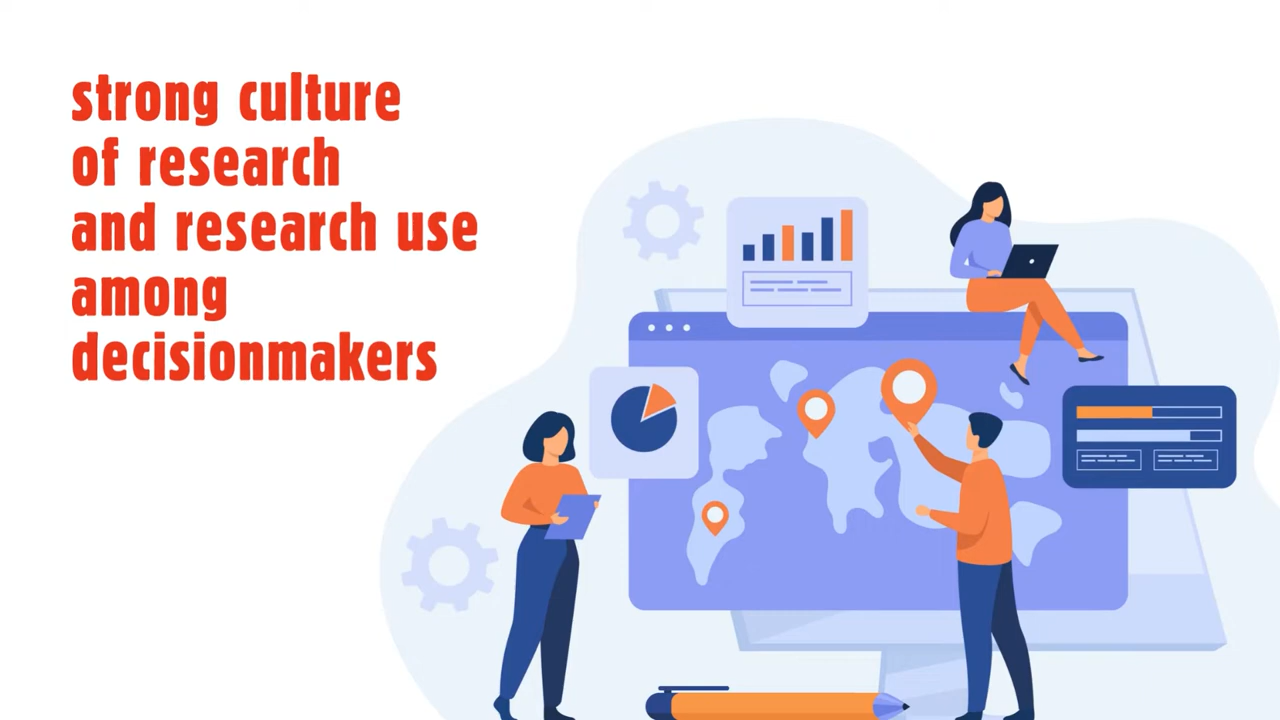 strong culture
of research
and research use
among
decisionmakers